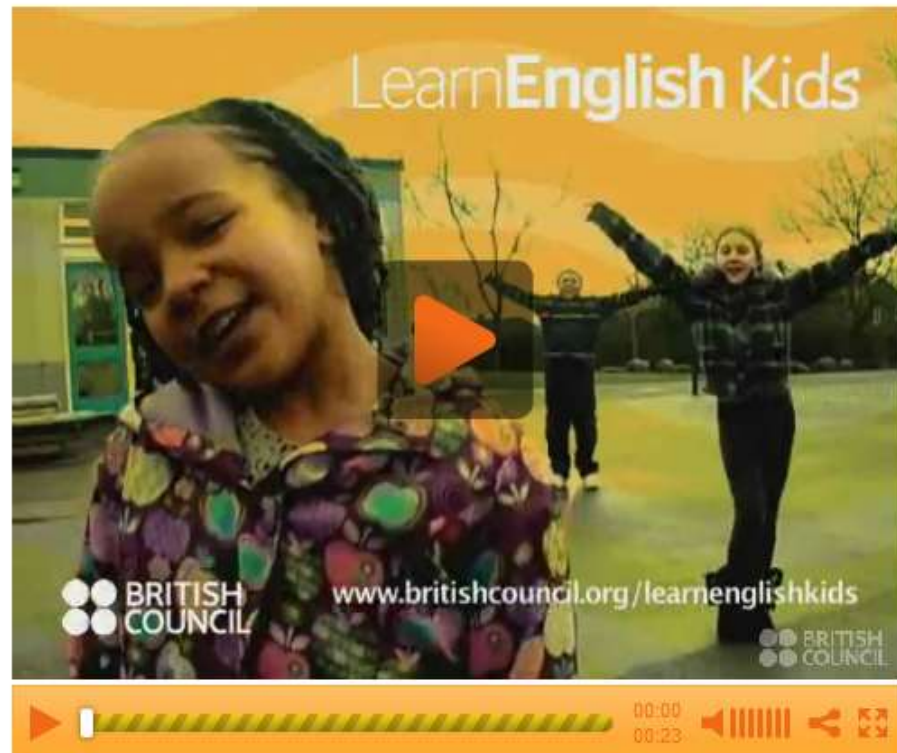 LearnEnglish Kids
BRITISH
COUNCIL
www.britishcouncil.org/learnenglishkids
BRITISH
COUNCIL
00:00
00:23